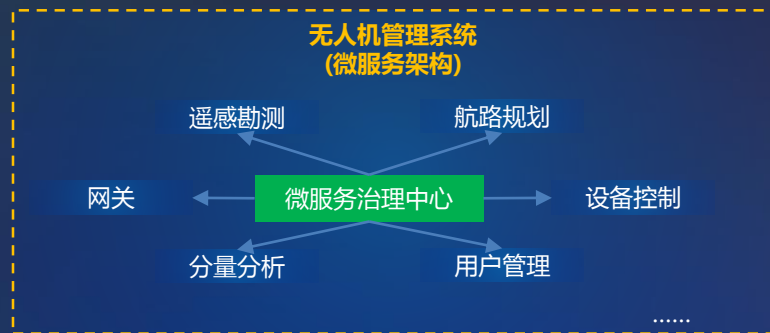 无人机管理系统
(微服务架构)
遥感勘测
航路规划
网关
微服务治理中心
设备控制
分量分析
用户管理
......